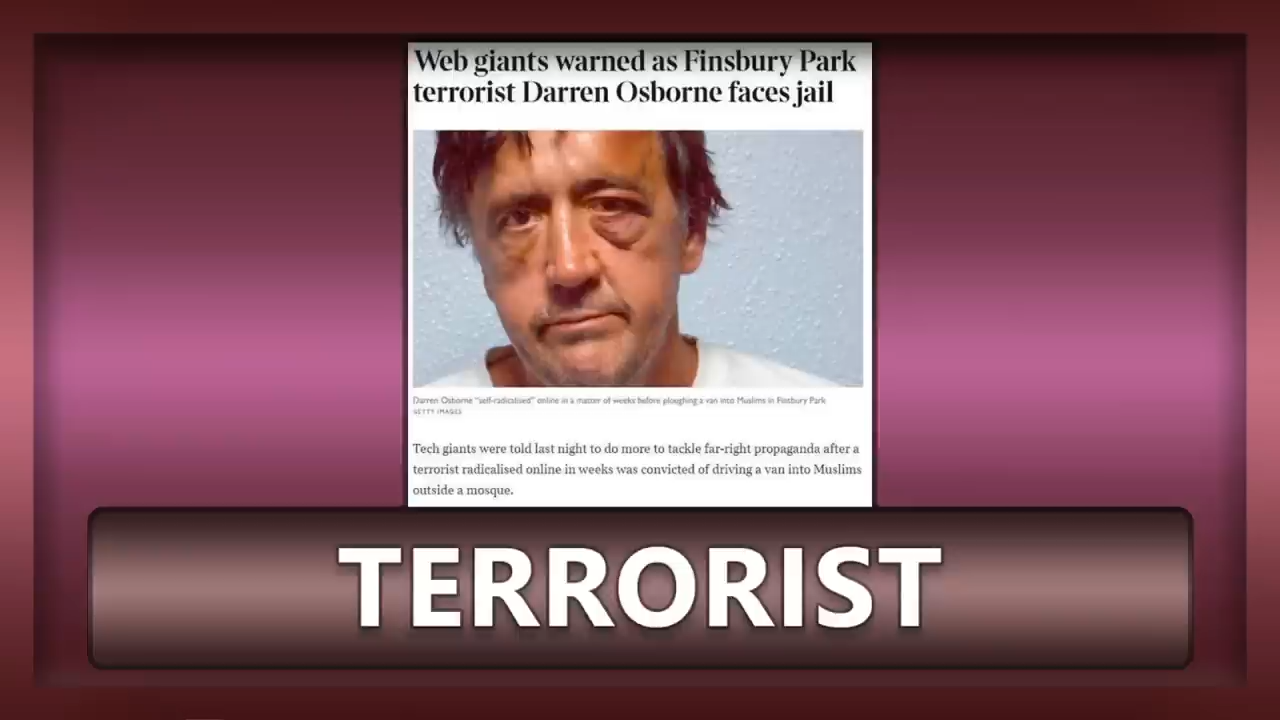 Web giants warned as Finsbury Park
terrorist Darren Osborne faces jail
Darren Osborne "self-radicalised" online in a matter of weeks before ploughing a van into Muslims in Finsbury Park
GETTY IMAGES
Tech giants were told last night to do more to tackle far-right propaganda after a
terrorist radicalised online in weeks was convicted of driving a van into Muslims
outside a mosque.
TERRORIST